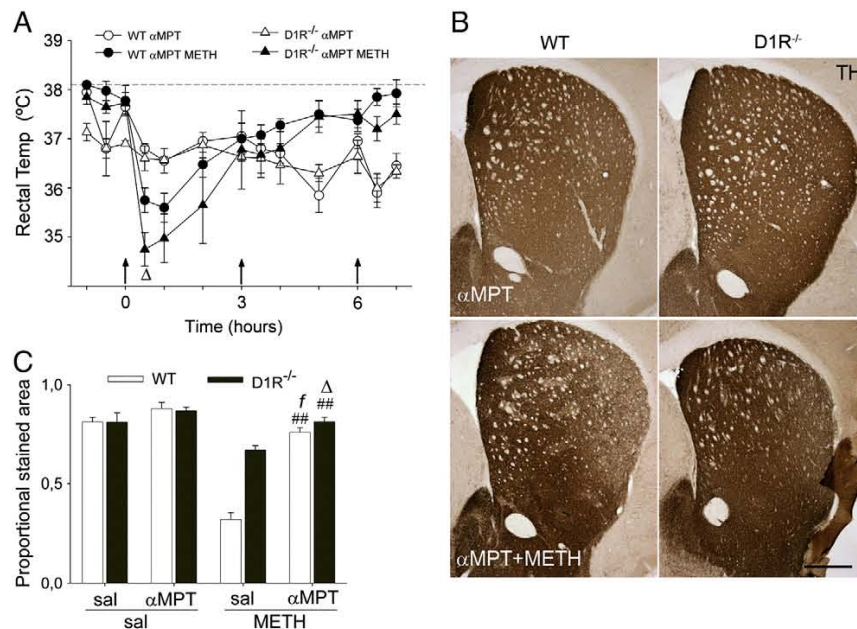 A
WT αMPT
WT αMPT METH
D1R-/- αMPT
D1R-/- αMPT METH
Rectal Temp (ºC)
38
37
36
35
Δ
0
3
6
Time (hours)
B
WT
D1R-/-
TH
αMPT
αMPT+METH
C
WT
D1R-/-
Proportional stained area
1,0
0,5
0,0
f
##
Δ
##
sal
αMPT
sal
αMPT
sal
METH